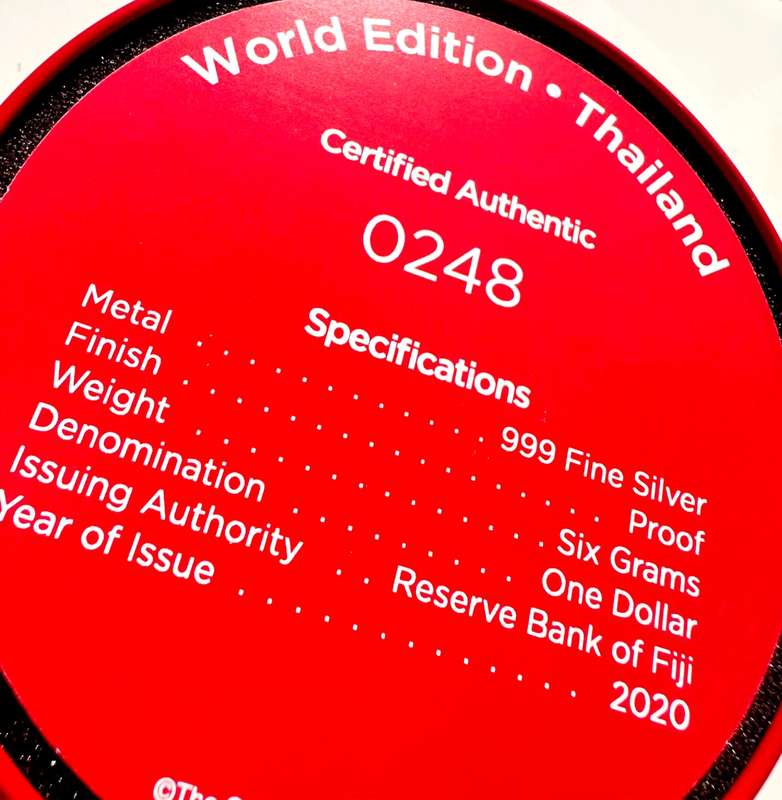 World Edition • Thailand
Certified Authentic
0248
Specifications
Metal . . . . . . . . . . . . . 999 Fine Silver
Finish . . . . . . . . . . . . . . . . . . Proof
Weight . . . . . . . . . . . . . . . Six Grams
Denomination . . . . . . . . . One Dollar
Issuing Authority . . Reserve Bank of Fiji
Year of Issue . . . . . . . . . . . . . 2020
©The